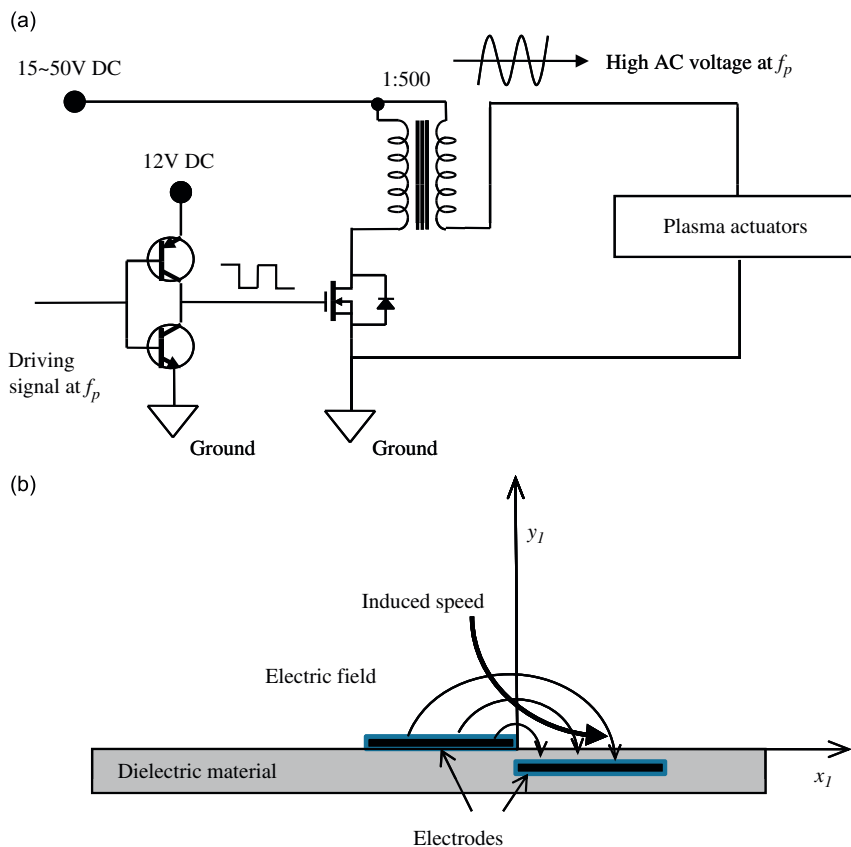 (a)
15~50V DC
1:500
High AC voltage at fp
12V DC
Plasma actuators
Driving
signal at fp
Ground
Ground
(b)
y1
Induced speed
Electric field
Dielectric material
x1
Electrodes